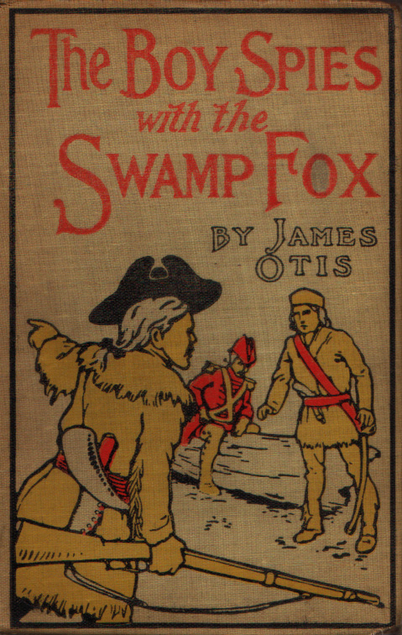 The Boy Spies
with the
Swamp Fox
By James
Otis